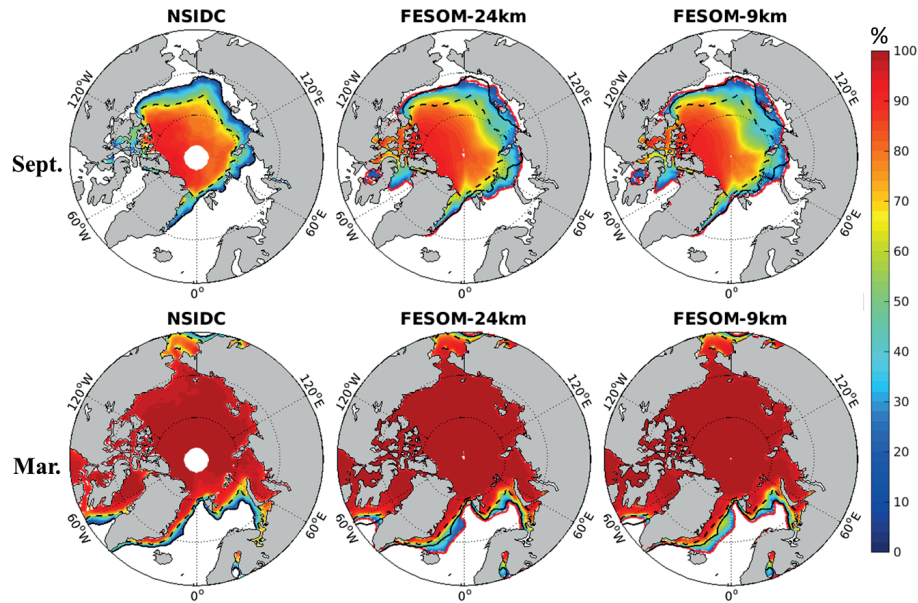 NSIDC FESOM-24km FESOM-9km %
120°W 120°E 120°W 120°E 120°W 120°E 100
90
80
Sept.
70
60°W 60°E 60°W 60°E 60°W 60°E
60
0° 0° 0°
50
NSIDC FESOM-24km FESOM-9km
40
120°W 120°E 120°W 120°E 120°W 120°E
30
20
Mar.
10
60°W 60°E 60°W 60°E 60°W 60°E
0
0° 0° 0°